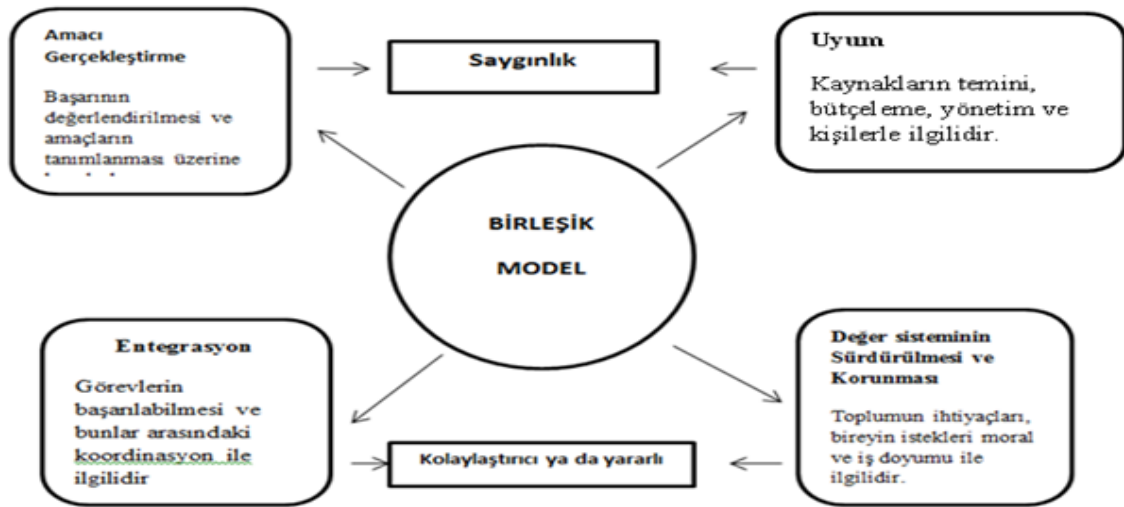 Amacı
Gerçekleştirme
Başarının
değerlendirilmesi ve
amaçların
tanımlanması üzerine
Saygınlık
Uyum
Kaynakların temini,
bütçeleme, yönetim ve
kişilerle ilgilidir.
BİRLEŞİK
MODEL
Entegrasyon
Görevlerin
başarılabilmesi ve
bunlar arasındaki
koordinasyon ile
ilgilidir
Kolaylaştırıcı ya da yararlı
Değer sisteminin
Sürdürülmesi ve
Korunması
Toplumun ihtiyaçları,
bireyin istekleri moral
ve iş doyumu ile
ilgilidir.